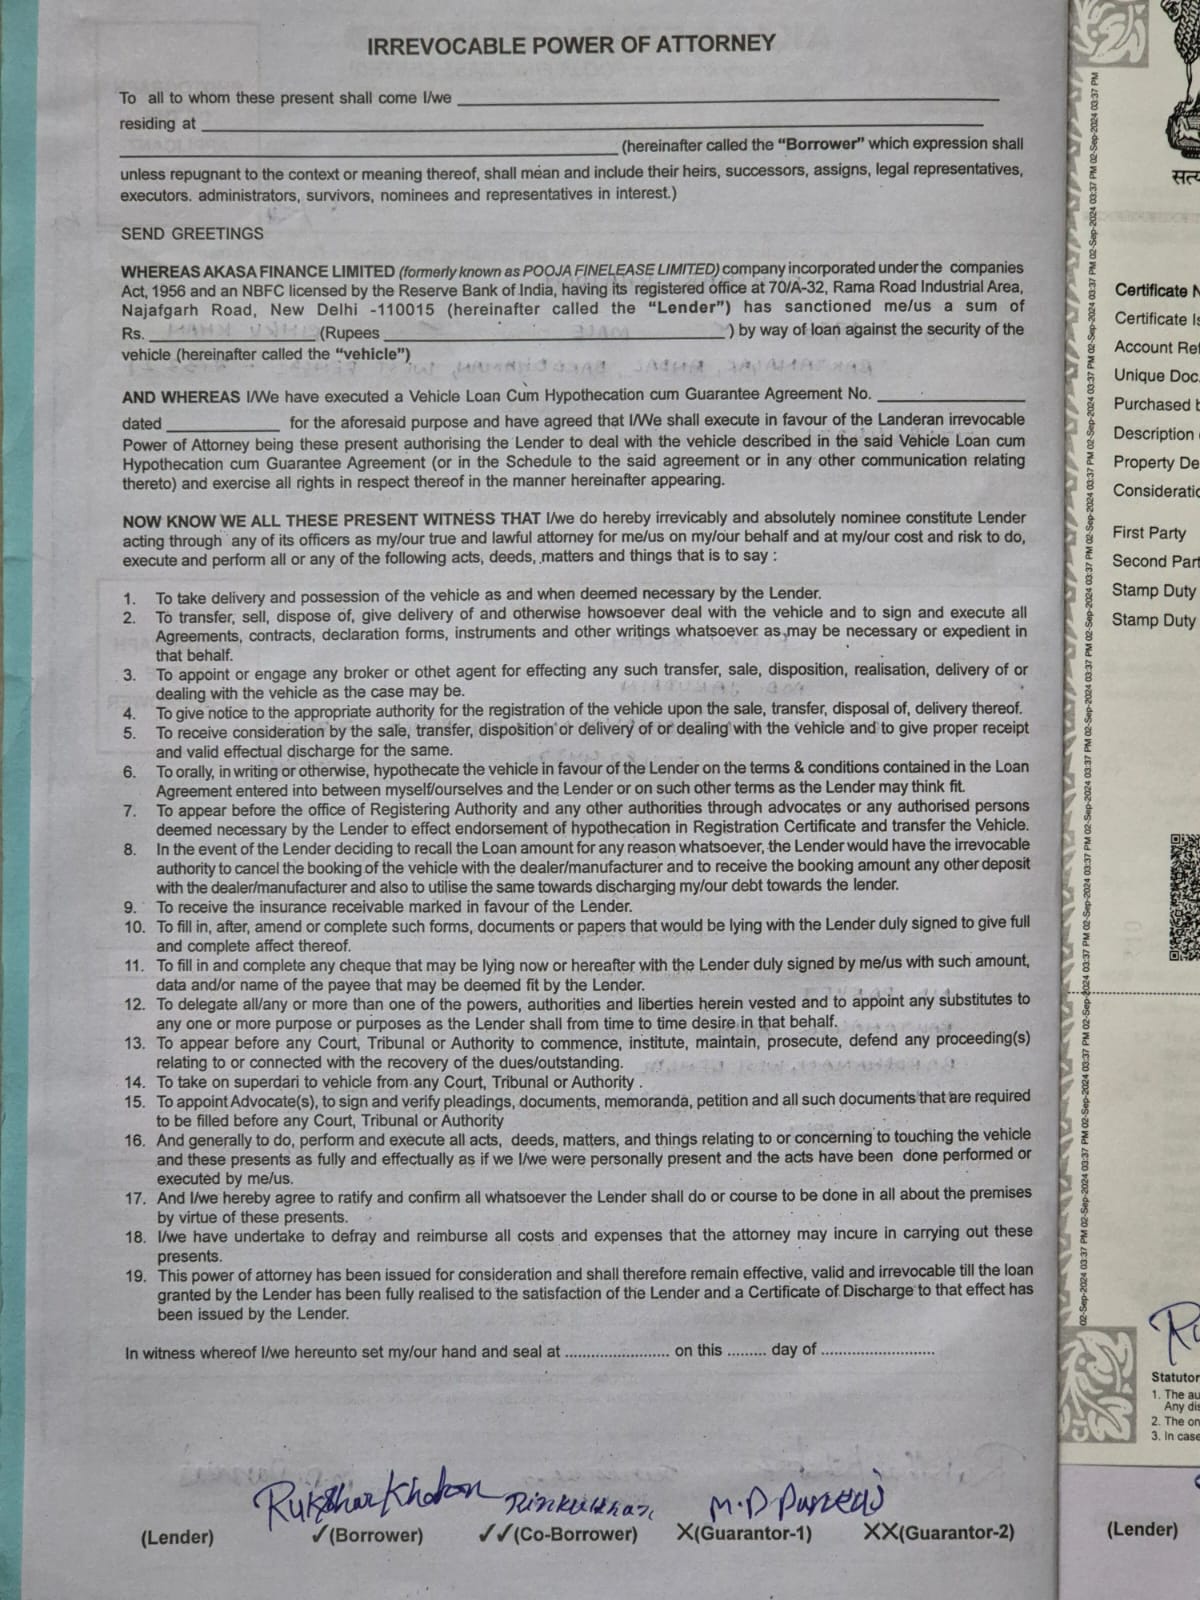 IRREVOCABLE POWER OF ATTORNEY
To all to whom these present shall come I/we
residing at
(hereinafter called the "Borrower" which expression shall
unless repugnant to the context or meaning thereof, shall mean and include their heirs, successors, assigns, legal representatives,
executors. administrators, survivors, nominees and representatives in interest.)
SEND GREETINGS
WHEREAS AKASA FINANCE LIMITED (formerly known as POOJA FINELEASE LIMITED) company incorporated under the companies
Act, 1956 and an NBFC licensed by the Reserve Bank of India, having its registered office at 70/A-32, Rama Road Industrial Area,
Najafgarh Road, New Delhi -110015 (hereinafter called the "Lender") has sanctioned me/us a sum of
Rs. (Rupees ) by way of loan against the security of the
vehicle (hereinafter called the "vehicle")
AND WHEREAS I/We have executed a Vehicle Loan Cum Hypothecation cum Guarantee Agreement No.
dated for the aforesaid purpose and have agreed that I/We shall execute in favour of the Landeran irrevocable
Power of Attorney being these present authorising the Lender to deal with the vehicle described in the said Vehicle Loan cum
Hypothecation cum Guarantee Agreement (or in the Schedule to the said agreement or in any other communication relating
thereto) and exercise all rights in respect thereof in the manner hereinafter appearing.
NOW KNOW WE ALL THESE PRESENT WITNESS THAT I/we do hereby irrevicably and absolutely nominee constitute Lender
acting through any of its officers as my/our true and lawful attorney for me/us on my/our behalf and at my/our cost and risk to do,
execute and perform all or any of the following acts, deeds, matters and things that is to say :
1. To take delivery and possession of the vehicle as and when deemed necessary by the Lender.
2. To transfer, sell, dispose of, give delivery of and otherwise howsoever deal with the vehicle and to sign and execute all
Agreements, contracts, declaration forms, instruments and other writings whatsoever as may be necessary or expedient in
that behalf.
3. To appoint or engage any broker or othet agent for effecting any such transfer, sale, disposition, realisation, delivery of or
dealing with the vehicle as the case may be.
4. To give notice to the appropriate authority for the registration of the vehicle upon the sale, transfer, disposal of, delivery thereof.
5. To receive consideration by the sale, transfer, disposition or delivery of or dealing with the vehicle and to give proper receipt
and valid effectual discharge for the same.
6. To orally, in writing or otherwise, hypothecate the vehicle in favour of the Lender on the terms & conditions contained in the Loan
Agreement entered into between myself/ourselves and the Lender or on such other terms as the Lender may think fit.
7. To appear before the office of Registering Authority and any other authorities through advocates or any authorised persons
deemed necessary by the Lender to effect endorsement of hypothecation in Registration Certificate and transfer the Vehicle.
8. In the event of the Lender deciding to recall the Loan amount for any reason whatsoever, the Lender would have the irrevocable
authority to cancel the booking of the vehicle with the dealer/manufacturer and to receive the booking amount any other deposit
with the dealer/manufacturer and also to utilise the same towards discharging my/our debt towards the lender.
9. To receive the insurance receivable marked in favour of the Lender.
10. To fill in, after, amend or complete such forms, documents or papers that would be lying with the Lender duly signed to give full
and complete affect thereof.
11. To fill in and complete any cheque that may be lying now or hereafter with the Lender duly signed by me/us with such amount,
data and/or name of the payee that may be deemed fit by the Lender.
12. To delegate all/any or more than one of the powers, authorities and liberties herein vested and to appoint any substitutes to
any one or more purpose or purposes as the Lender shall from time to time desire in that behalf.
13. To appear before any Court, Tribunal or Authority to commence, institute, maintain, prosecute, defend any proceeding(s)
relating to or connected with the recovery of the dues/outstanding.
14. To take on superdari to vehicle from any Court, Tribunal or Authority .
15. To appoint Advocate(s), to sign and verify pleadings, documents, memoranda, petition and all such documents that are required
to be filled before any Court, Tribunal or Authority
16. And generally to do, perform and execute all acts, deeds, matters, and things relating to or concerning to touching the vehicle
and these presents as fully and effectually as if we I/we were personally present and the acts have been done performed or
executed by me/us.
17. And I/we hereby agree to ratify and confirm all whatsoever the Lender shall do or course to be done in all about the premises
by virtue of these presents.
18. I/we have undertake to defray and reimburse all costs and expenses that the attorney may incure in carrying out these
presents.
19. This power of attorney has been issued for consideration and shall therefore remain effective, valid and irrevocable till the loan
granted by the Lender has been fully realised to the satisfaction of the Lender and a Certificate of Discharge to that effect has
been issued by the Lender.
In witness whereof I/we hereunto set my/our hand and seal at ........................ on this ......... day of ..........................
Rukshar Khaton Rinku khan M.D Parvej
(Lender) ✓(Borrower) ✓✓(Co-Borrower) X(Guarantor-1) XX(Guarantor-2)
02-Sep-2024 03:37 PM 02-Sep-2024 03:37 PM 02-Sep-2024 03:37 PM 02-Sep-2024 03:37 PM
Certificate
Certificate
Account
Unique Doc.
Purchased
Description
Property
First Party
Second
Stamp Duty
Stamp Duty
1. The
Any
2. The
3. In case
(Lender)